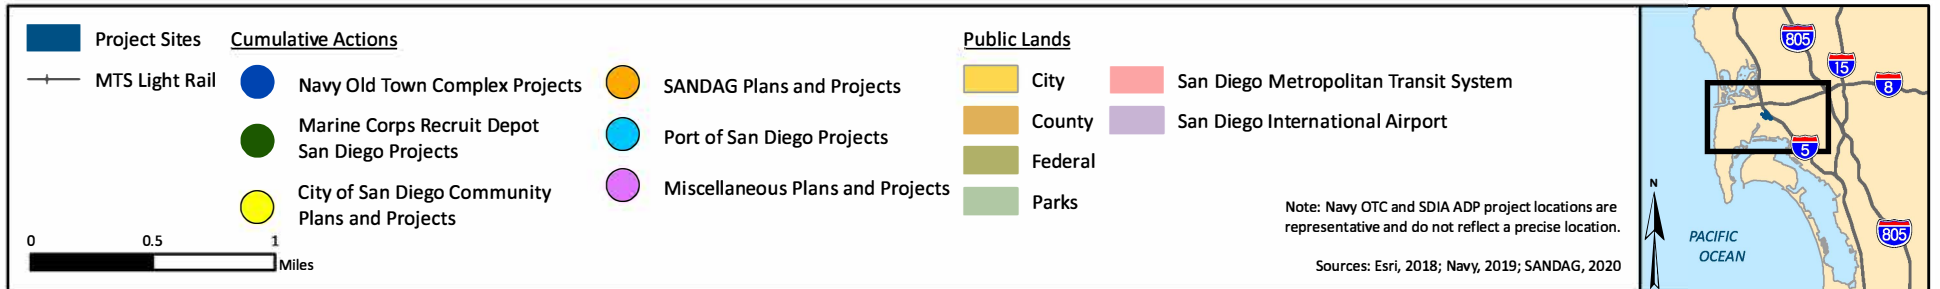 Project Sites
MTS Light Rail
Cumulative Actions
Navy Old Town Complex Projects
Marine Corps Recruit Depot
San Diego Projects
City of San Diego Community
Plans and Projects
SANDAG Plans and Projects
Port of San Diego Projects
Miscellaneous Plans and Projects
Public Lands
City
County
Federal
Parks
San Diego Metropolitan Transit System
San Diego International Airport
0 0.5 1
Miles
Note: Navy OTC and SDIA ADP project locations are
representative and do not reflect a precise location.
Sources: Esri, 2018; Navy, 2019; SANDAG, 2020
805
15
8
5
805
N
PACIFIC
OCEAN